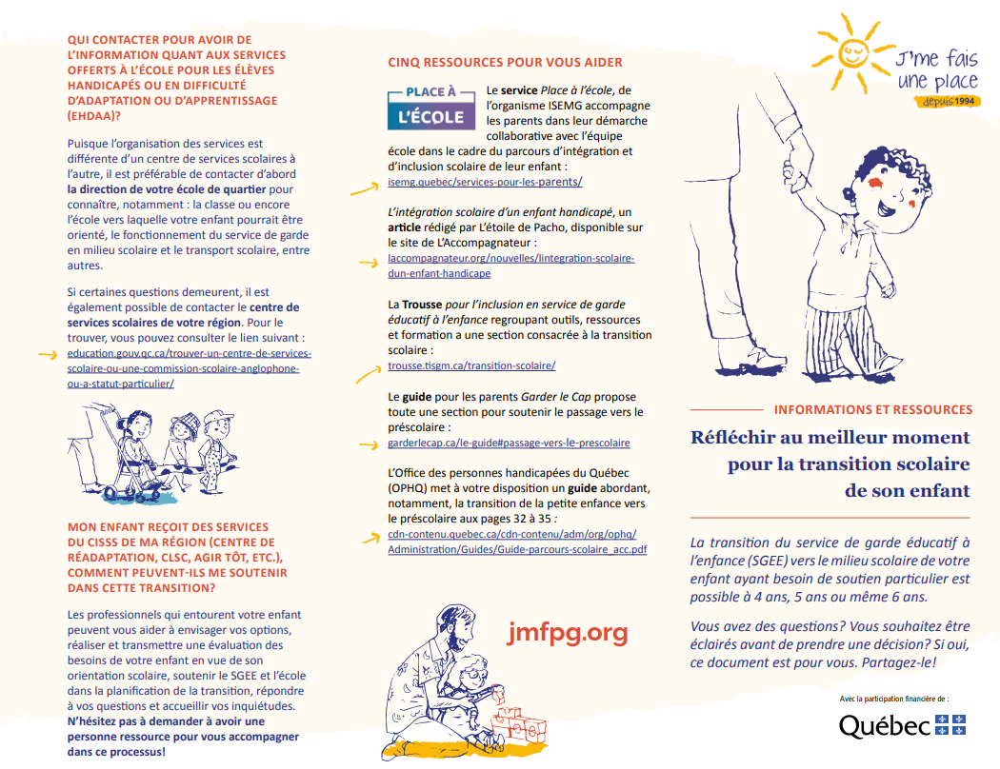 QUI CONTACTER POUR AVOIR DE
L'INFORMATION QUANT AUX SERVICES
OFFERTS À L'ÉCOLE POUR LES ÉLÈVES
HANDICAPÉS OU EN DIFFICULTÉ
D'ADAPTATION OU D'APPRENTISSAGE
(EHDAA)?
Puisque l'organisation des services est
différente d'un centre de services scolaires à
l'autre, il est préférable de contacter d'abord
la direction de votre école de quartier pour
connaître, notamment : la classe ou encore
l'école vers laquelle votre enfant pourrait être
orienté, le fonctionnement du service de garde
en milieu scolaire et le transport scolaire, entre
autres.
Si certaines questions demeurent, il est
également possible de contacter le centre de
services scolaires de votre région. Pour le
trouver, vous pouvez consulter le lien suivant :
education.gouv.qc.ca/trouver-un-centre-de-services-
scolaire-ou-une-commission-scolaire-anglophone-
ou-a-statut-particulier/
MON ENFANT REÇOIT DES SERVICES
DU CISSS DE MA RÉGION (CENTRE DE
RÉADAPTATION, CLSC, AGIR TÔT, ETC.),
COMMENT PEUVENT-ILS ME SOUTENIR
DANS CETTE TRANSITION?
Les professionnels qui entourent votre enfant
peuvent vous aider à envisager vos options,
réaliser et transmettre une évaluation des
besoins de votre enfant en vue de son
orientation scolaire, soutenir le SGEE et l'école
dans la planification de la transition, répondre
à vos questions et accueillir vos inquiétudes.
N'hésitez pas à demander à avoir une
personne ressource pour vous accompagner
dans ce processus!
CINQ RESSOURCES POUR VOUS AIDER
PLACE À
L'ÉCOLE
Le service Place à l'école, de
l'organisme ISEMG accompagne
les parents dans leur démarche
collaborative avec l'équipe
école dans le cadre du parcours d'intégration et
d'inclusion scolaire de leur enfant :
isemg.quebec/services-pour-les-parents/
L'intégration scolaire d'un enfant handicapé, un
article rédigé par L'étoile de Pacho, disponible sur
le site de L'Accompagnateur :
laccompagnateur.org/nouvelles/lintegration-scolaire-
dun-enfant-handicape
La Trousse pour l'inclusion en service de garde
éducatif à l'enfance regroupant outils, ressources
et formation a une section consacrée à la transition
scolaire :
trousse.tisgm.ca/transition-scolaire/
Le guide pour les parents Garder le Cap propose
toute une section pour soutenir le passage vers le
préscolaire :
garderlecap.ca/le-guide#passage-vers-le-prescolaire
L'Office des personnes handicapées du Québec
(OPHQ) met à votre disposition un guide abordant,
notamment, la transition de la petite enfance vers
le préscolaire aux pages 32 à 35 :
cdn-contenu.quebec.ca/cdn-contenu/adm/org/ophq/
Administration/Guides/Guide-parcours-scolaire_acc.pdf
jmfpg.org
J'me fais
une place
depuis 1994
INFORMATIONS ET RESSOURCES
Réfléchir au meilleur moment
pour la transition scolaire
de son enfant
La transition du service de garde éducatif à
l'enfance (SGEE) vers le milieu scolaire de votre
enfant ayant besoin de soutien particulier est
possible à 4 ans, 5 ans ou même 6 ans.
Vous avez des questions? Vous souhaitez être
éclairés avant de prendre une décision? Si oui,
ce document est pour vous. Partagez-le!
Avec la participation financière de :
Québec